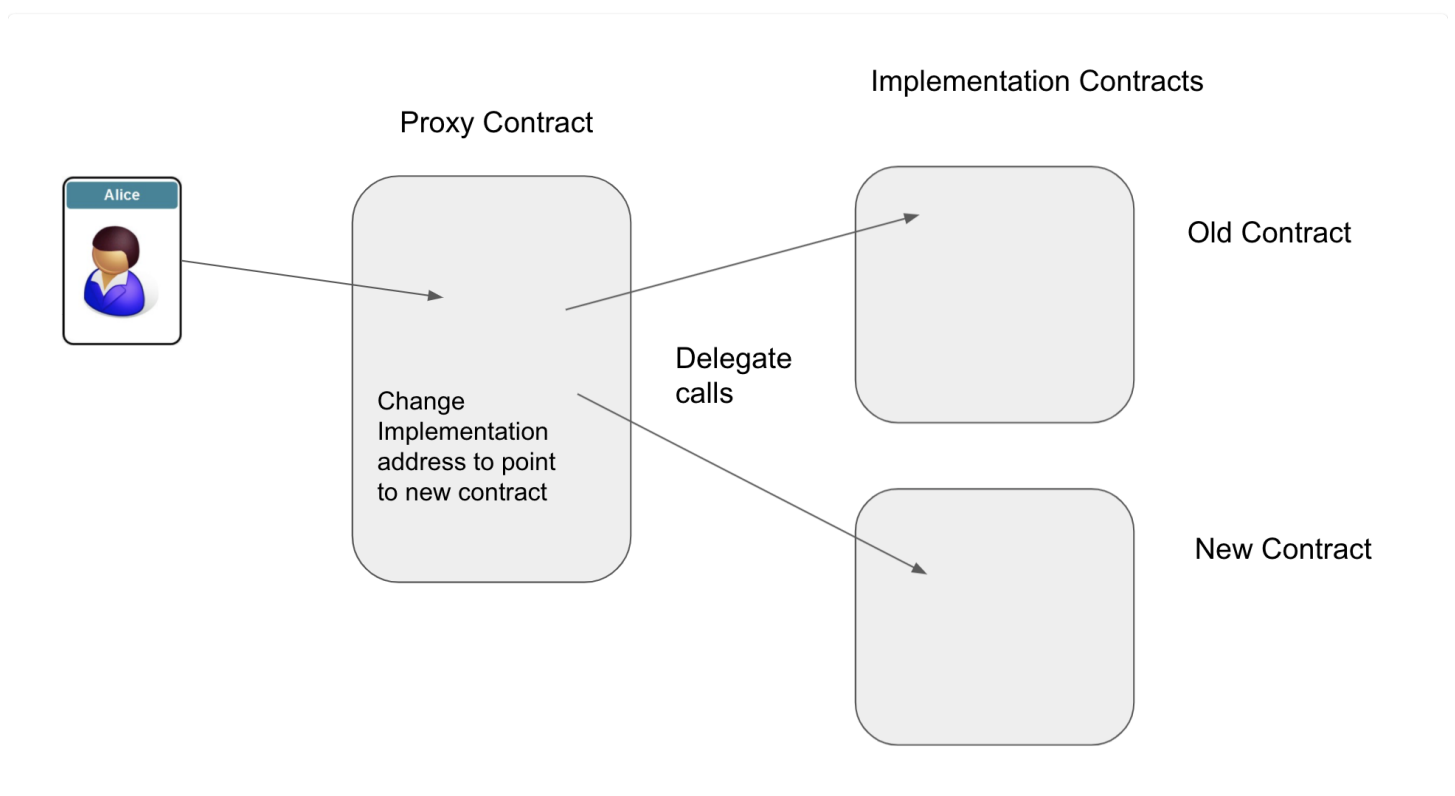 Implementation Contracts
Proxy Contract
Alice
Old Contract
Delegate
calls
Change
Implementation
address to point
to new contract
New Contract